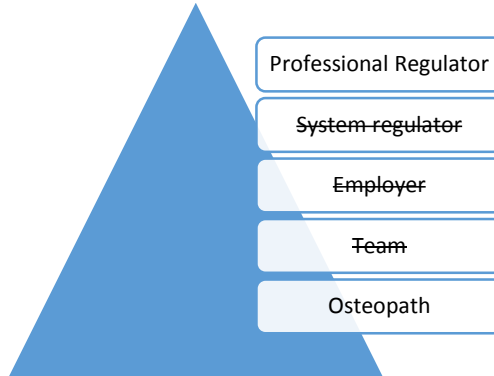 Professional Regulator
System regulator
Employer
Team
Osteopath